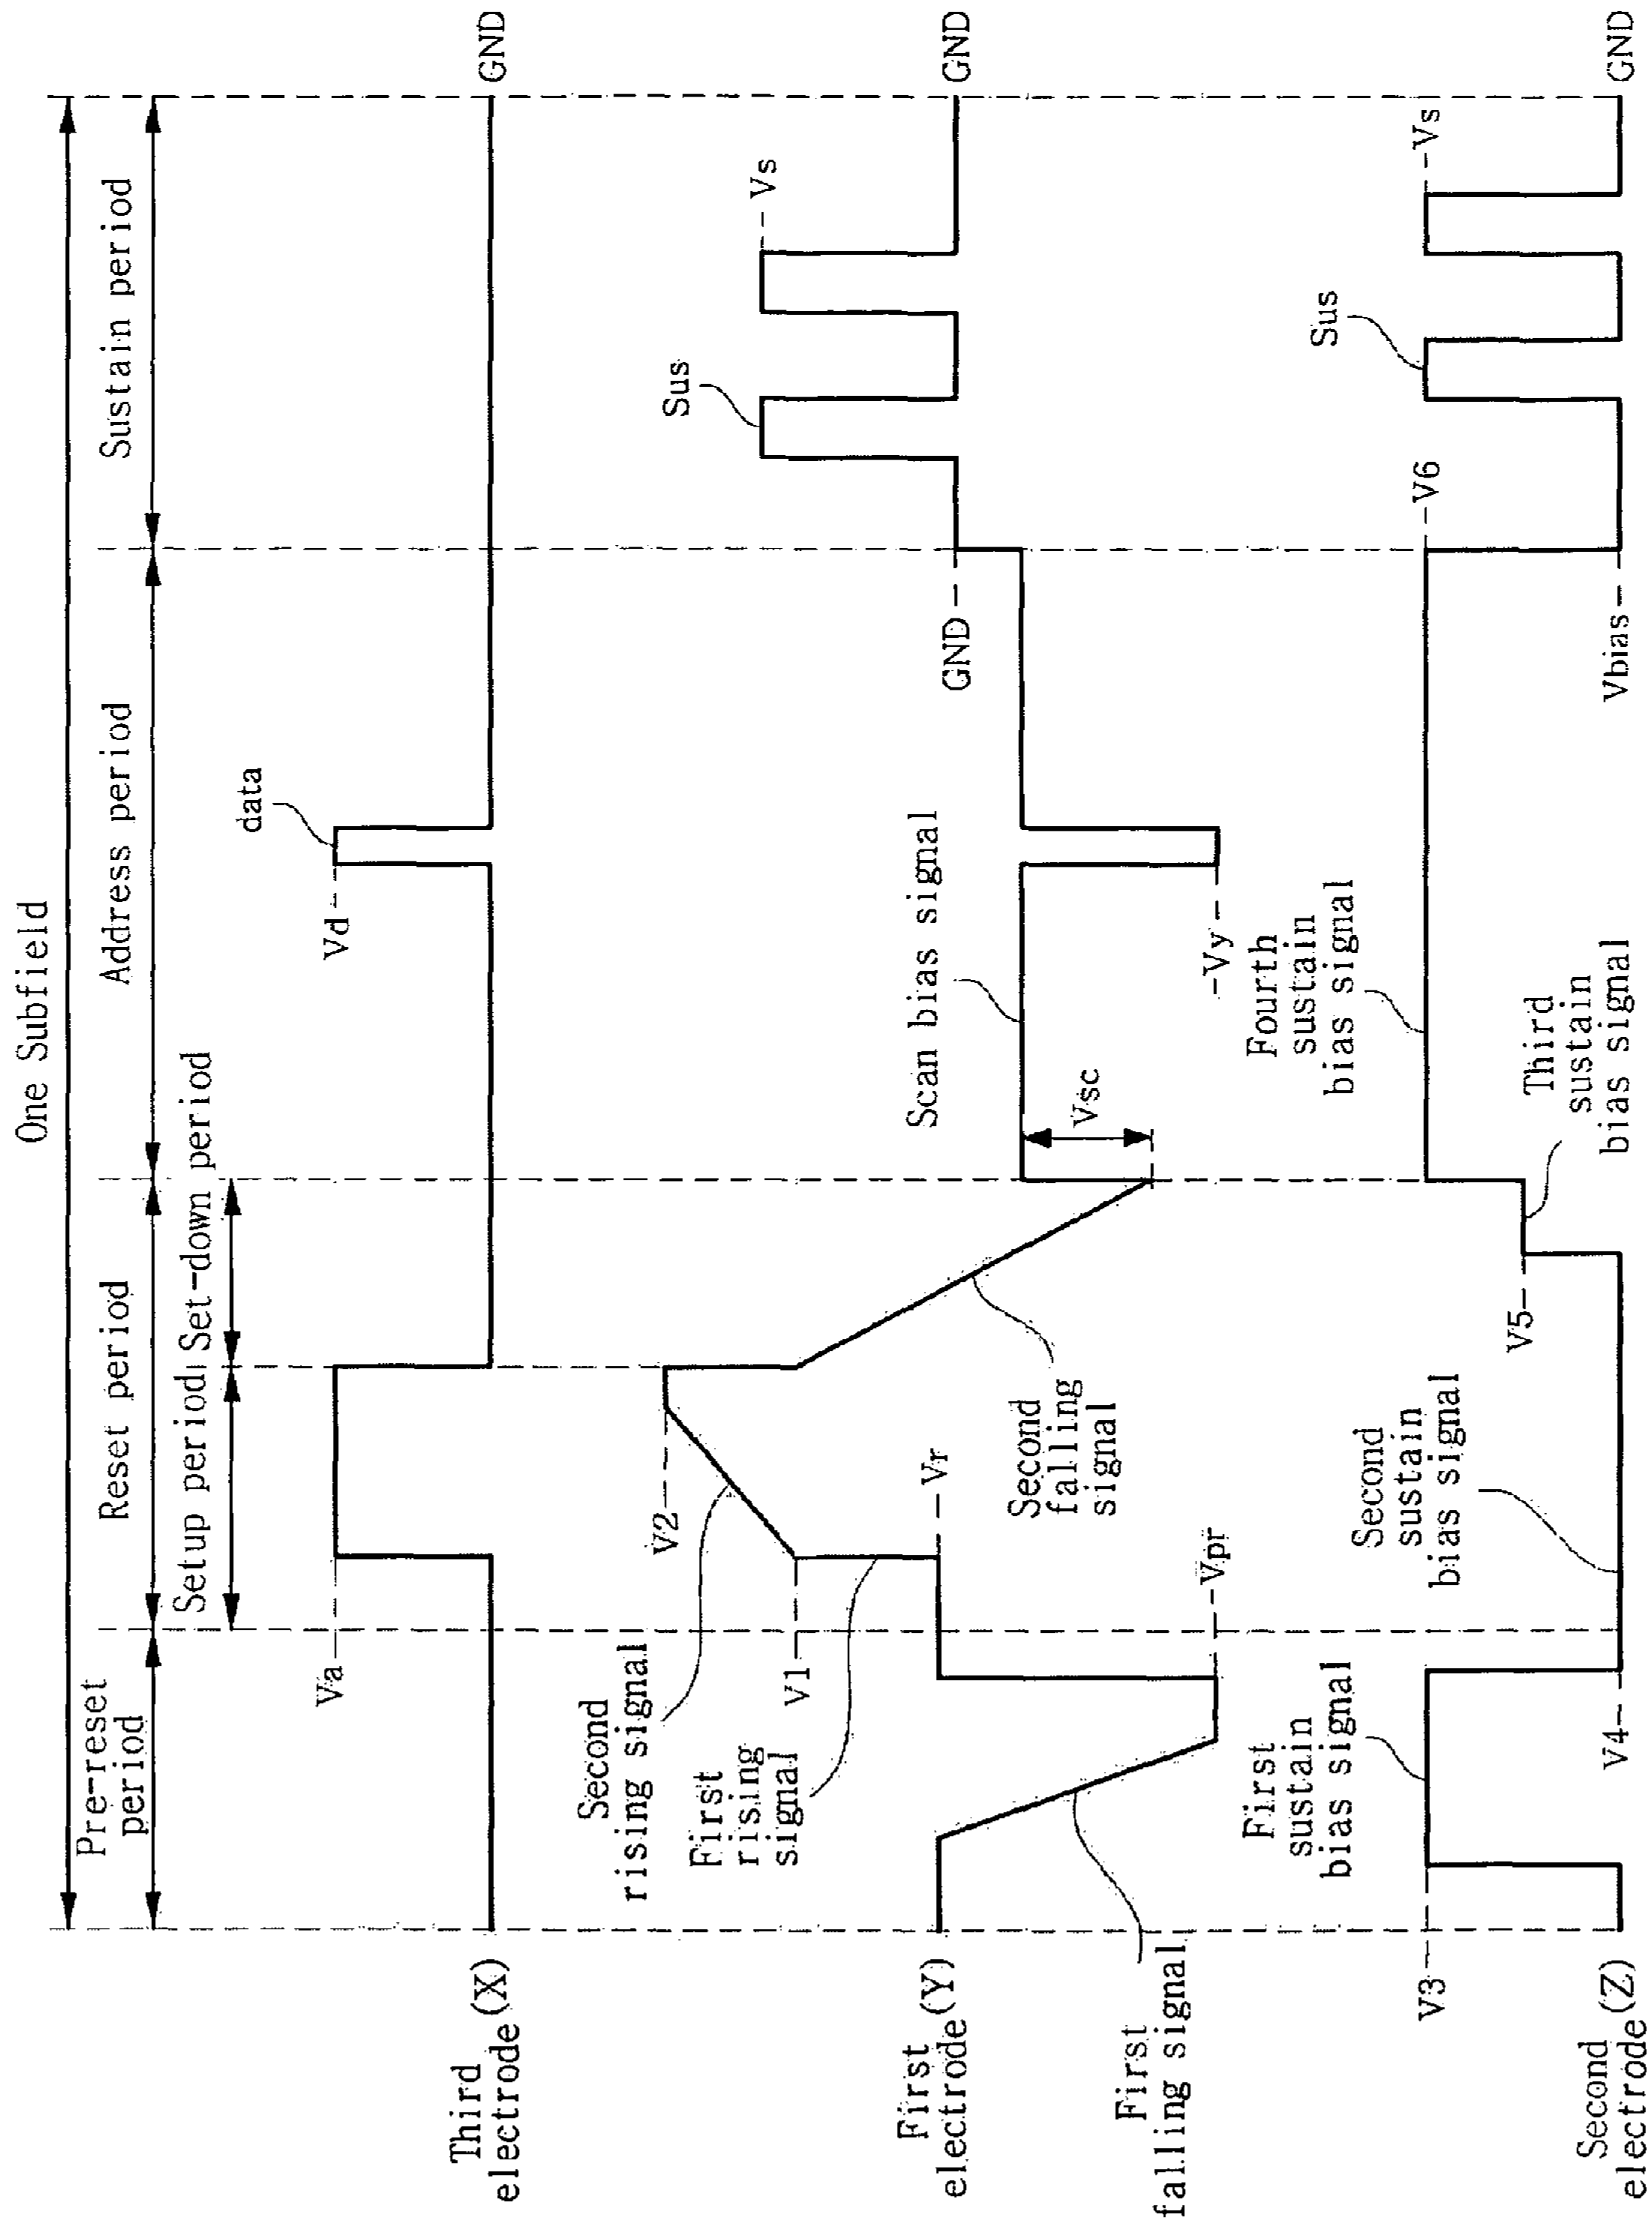 One Subfield
Pre-reset
period
Reset period
Address period
Sustain period
Setup period
Set-down period
Third
electrode(X)
Va
Vd
data
GND
First
electrode(Y)
Second
rising signal
First
rising
signal
V1
V2
Vr
First
falling signal
-Vpr
Second
falling
signal
Scan bias signal
Vsc
-Vy
GND
Sus
Vs
GND
Second
electrode(Z)
V3
First
sustain
bias signal
V4
Second
sustain
bias signal
V5
Third
sustain
bias signal
Fourth
sustain
bias signal
V6
Vbias
Sus
Vs
GND